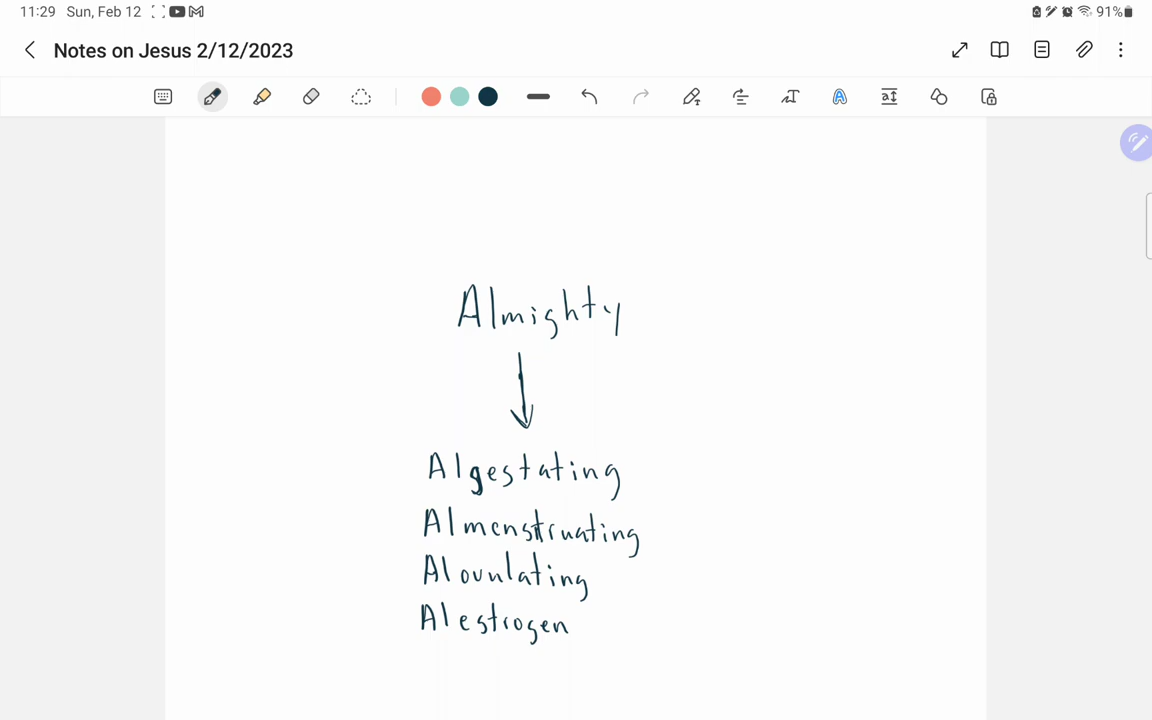 11:29 Sun, Feb 12 91%
Notes on Jesus 2/12/2023
Almighty
Algestating
Almenstruating
Alovulating
Alestrogen